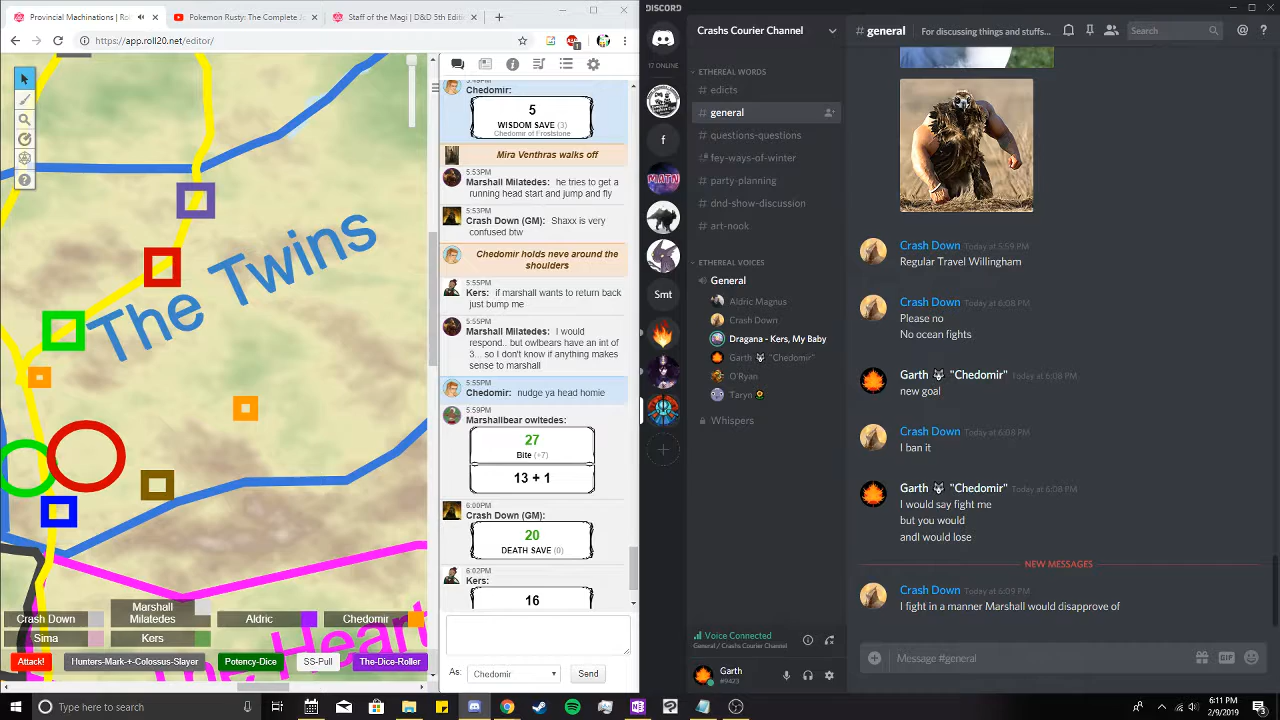 Provincial Macharius | Th
Pokemon Rusty: The Complete Jo
Staff of the Magi | D&D 5th Editi
https://app.roll20.net/editor/
The Twins
Crash Down
Marshall
Milatedes
Aldric
Chedomir
Sima
Kers
Attack!
Hunters-Mark-+-Colossus-Slayer
Potency-Dice
SS-Pull
The-Dice-Roller
Chedomir:
5
WISDOM SAVE (3)
Chedomir of Froststone
Mira Venthras walks off
5:53PM
Marshall Milatedes: he tries to get a
running head start and jump and fly
5:53PM
Crash Down (GM): Shaxx is very
confused btw
Chedomir holds neve around the
shoulders
5:55PM
Kers: if marshall wants to return back
just bump me
5:55PM
Marshall Milatedes: I would
respond.. but owlbears have an int of
3... so I don't know if anything makes
sense to marshall
5:55PM
Chedomir: nudge ya head homie
5:59PM
Marshallbear owltedes:
27
Bite (+7)
13 + 1
6:00PM
Crash Down (GM):
20
DEATH SAVE (0)
6:02PM
Kers:
16
As:
Chedomir
Send
DISCORD
17 ONLINE
f
MATN
Smt
Crashs Courier Channel
ETHEREAL WORDS
# edicts
# general
# questions-questions
fey-ways-of-winter
# party-planning
# dnd-show-discussion
# art-nook
ETHEREAL VOICES
General
Aldric Magnus
Crash Down
Dragana - Kers, My Baby
Garth "Chedomir"
O'Ryan
Taryn
Whispers
Voice Connected
General / Crashs Courier Channel
Garth
#9423
# general
For discussing things and stuffs...
Search
Crash Down Today at 5:59 PM
Regular Travel Willingham
Crash Down Today at 6:08 PM
Please no
No ocean fights
Garth "Chedomir" Today at 6:08 PM
new goal
Crash Down Today at 6:08 PM
I ban it
Garth "Chedomir" Today at 6:08 PM
I would say fight me
but you would
andI would lose
NEW MESSAGES
Crash Down Today at 6:09 PM
I fight in a manner Marshall would disapprove of
Message #general
GIF
Type here to search
6:11 PM
2/9/2019